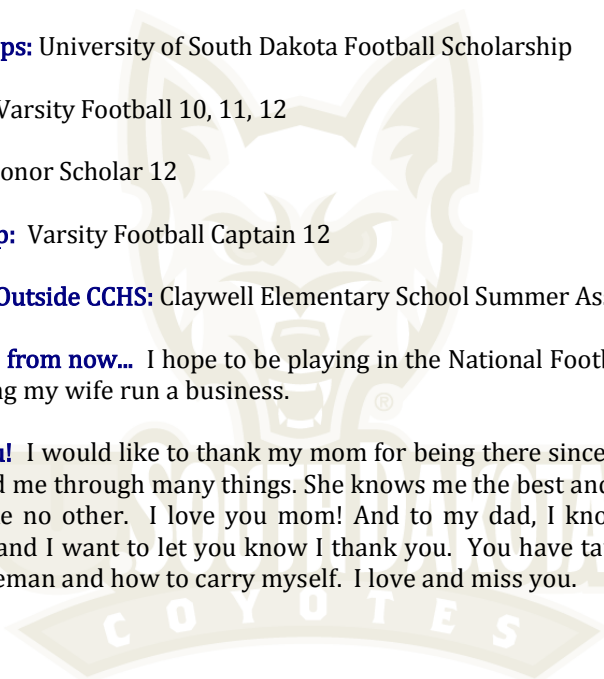 ps: University of South Dakota Football Scholarship
Varsity Football 10, 11, 12
onor Scholar 12
p: Varsity Football Captain 12
Outside CCHS: Claywell Elementary School Summer As
from now… I hope to be playing in the National Footb
ng my wife run a business.
u! I would like to thank my mom for being there since
d me through many things. She knows me the best and
e no other. I love you mom! And to my dad, I kno
and I want to let you know I thank you. You have ta
eman and how to carry myself. I love and miss you.
SOUTH DAKOTA
COYOTES